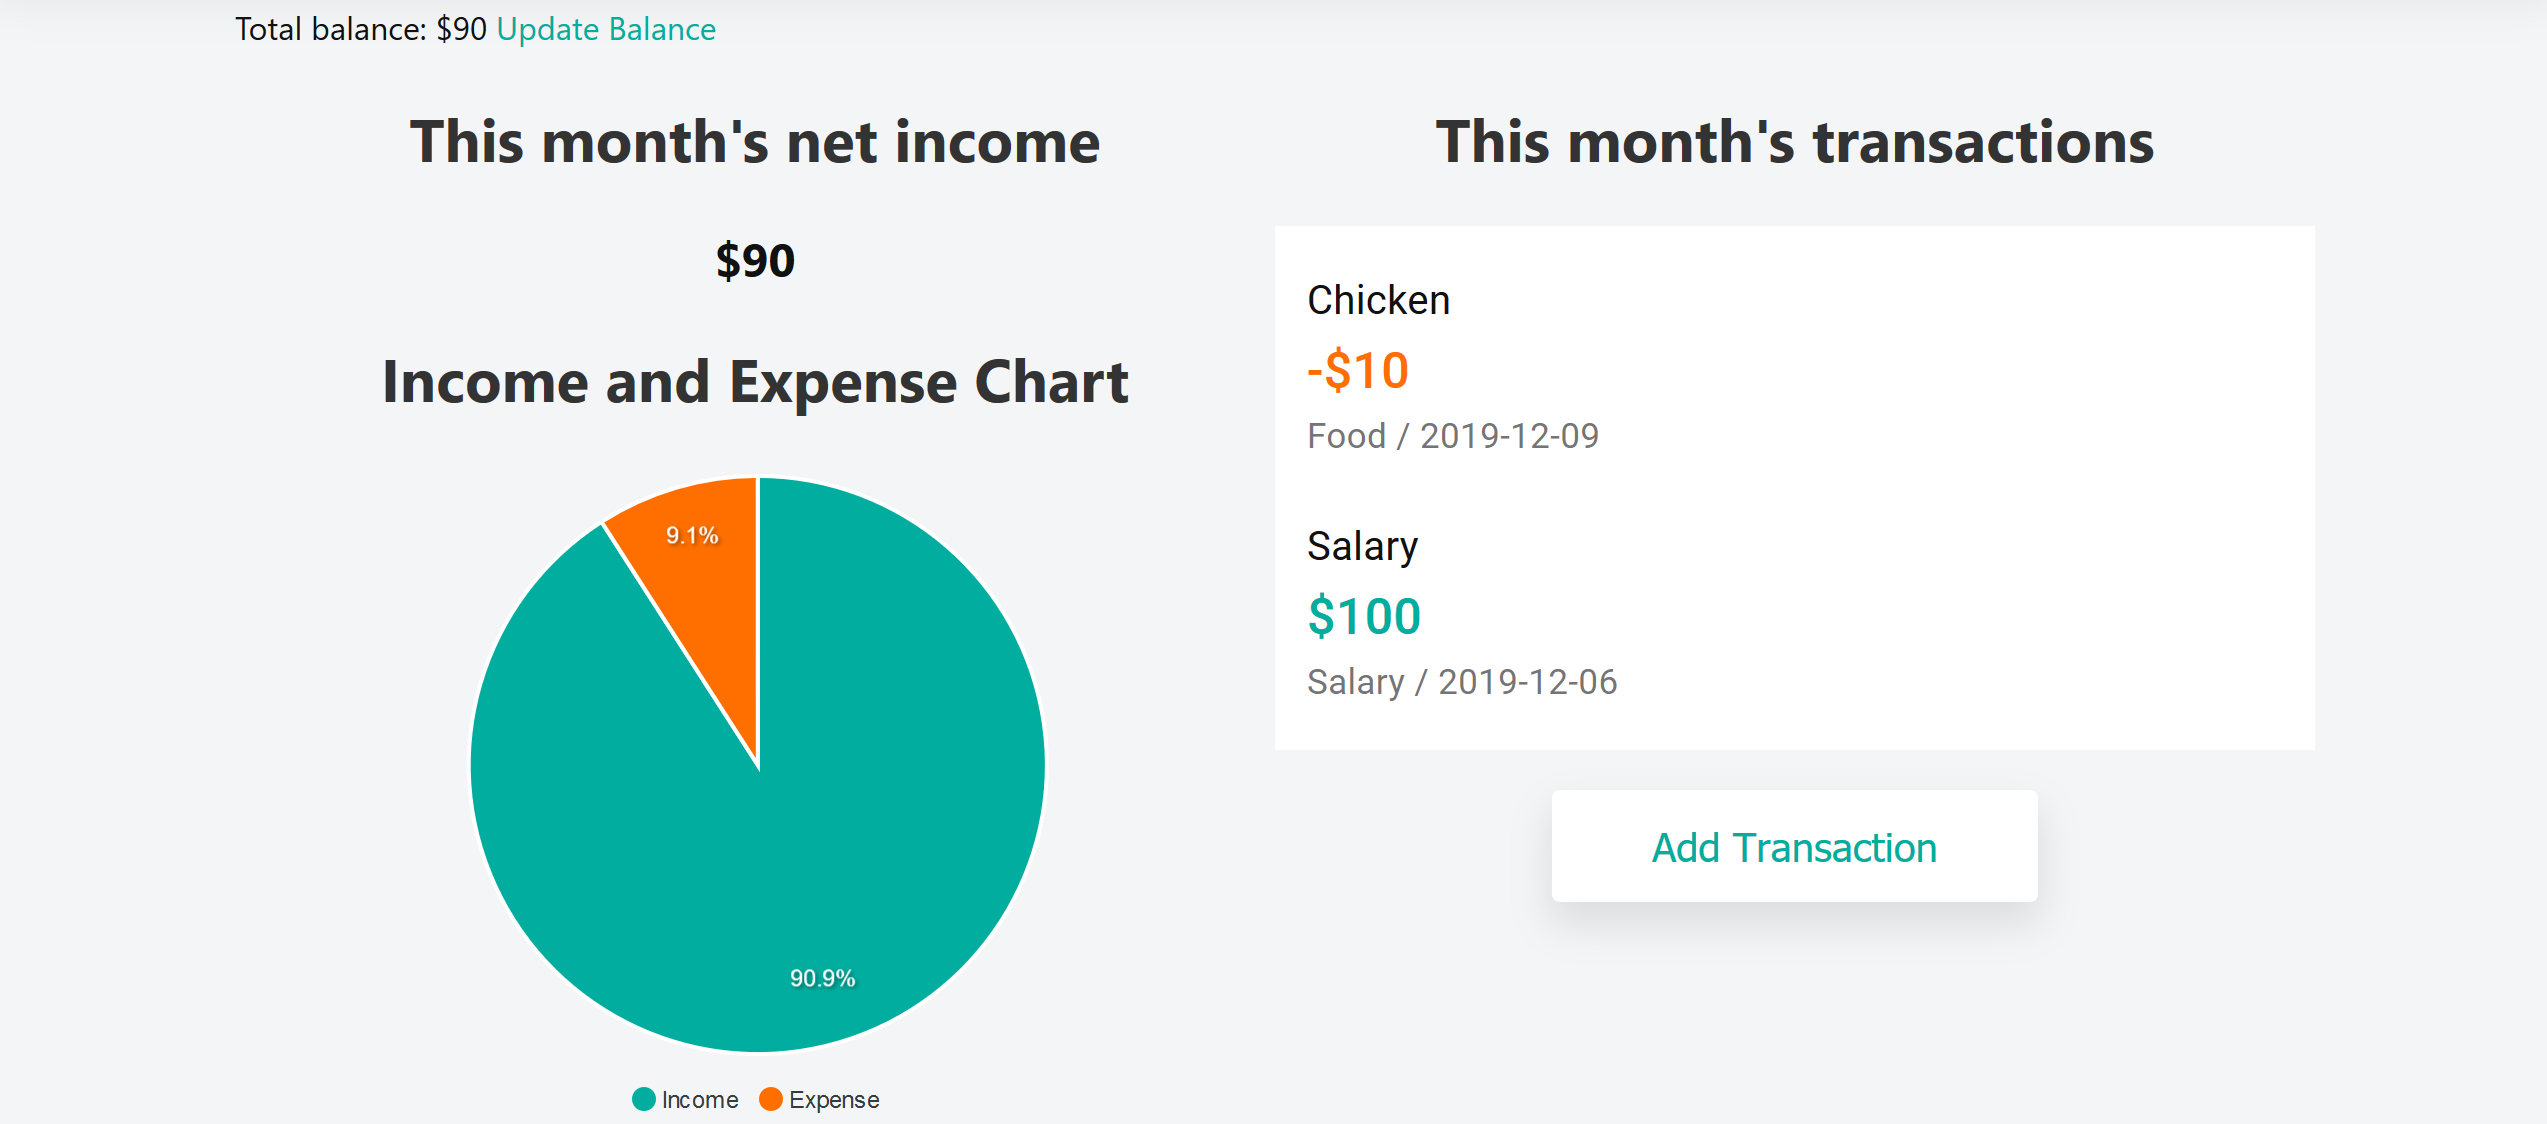 Total balance: $90 Update Balance
This month's net income
$90
Income and Expense Chart
9.1%
90.9%
Income
Expense
This month's transactions
Chicken
-$10
Food / 2019-12-09
Salary
$100
Salary / 2019-12-06
Add Transaction